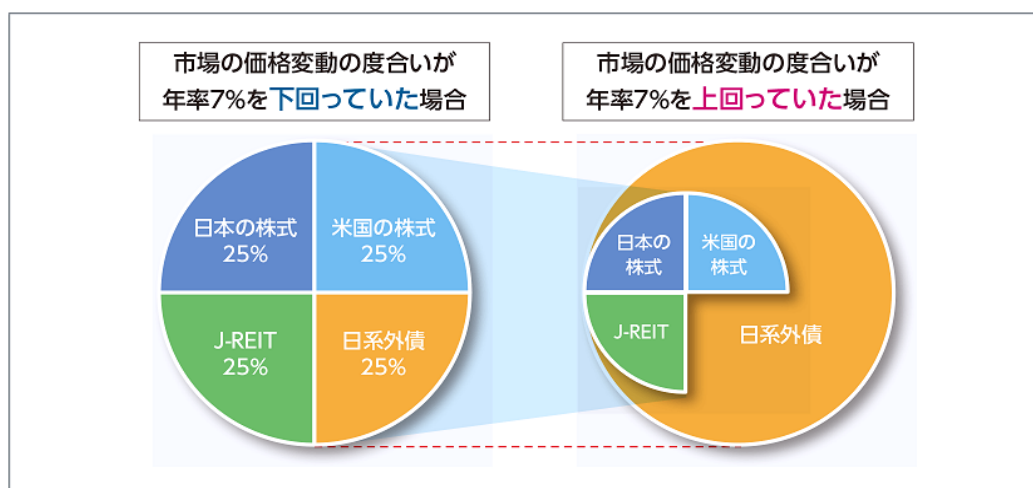 市場の価格変動の度合いが
年率7%を下回っていた場合
市場の価格変動の度合いが
年率7%を上回っていた場合
日本の株式
25%
米国の株式
25%
J-REIT
25%
日系外債
25%
日本の
株式
米国の
株式
J-REIT
日系外債